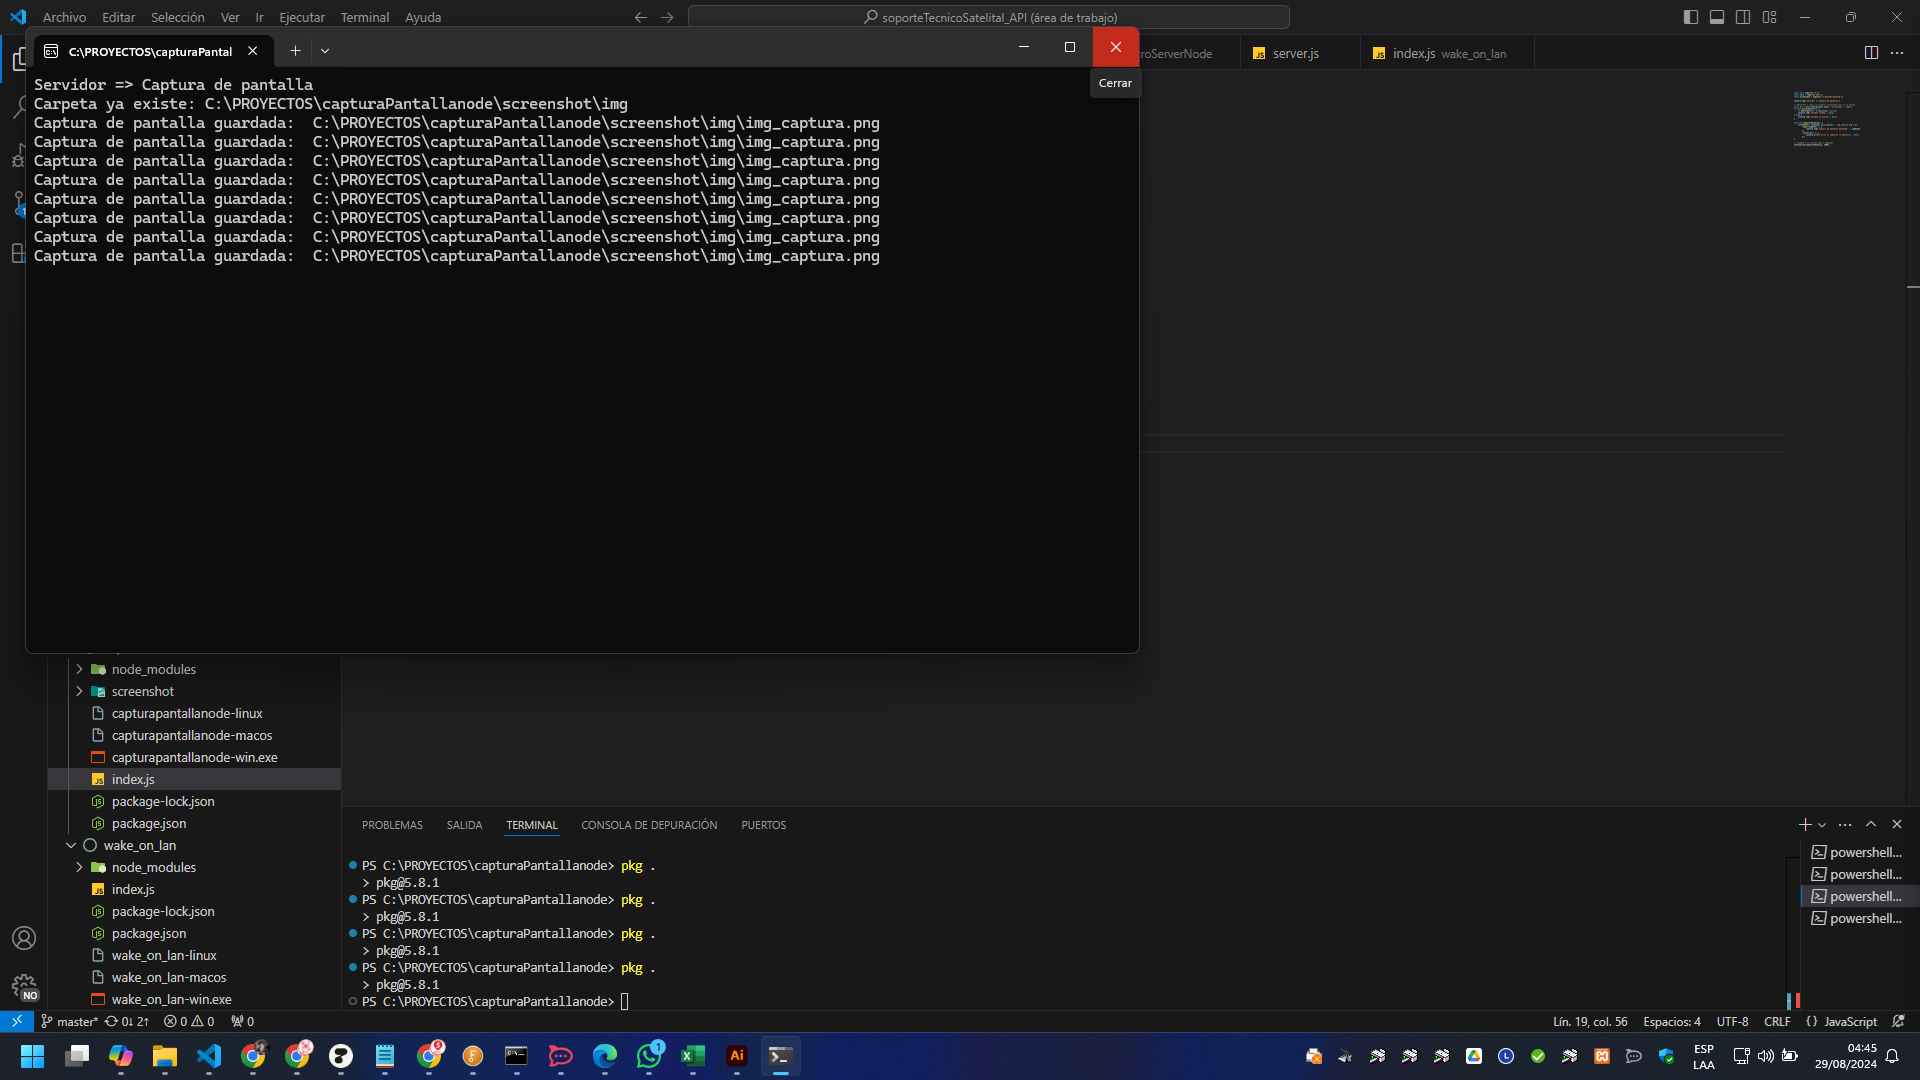 Archivo Editar Selección Ver Ir Ejecutar Terminal Ayuda
soporteTecnicoSatelital_API (área de trabajo)
C:\PROYECTOS\capturaPantal
roServerNode
server.js
index.js wake_on_lan
Cerrar
Servidor => Captura de pantalla
Carpeta ya existe: C:\PROYECTOS\capturaPantallanode\screenshot\img
Captura de pantalla guardada:  C:\PROYECTOS\capturaPantallanode\screenshot\img\img_captura.png
Captura de pantalla guardada:  C:\PROYECTOS\capturaPantallanode\screenshot\img\img_captura.png
Captura de pantalla guardada:  C:\PROYECTOS\capturaPantallanode\screenshot\img\img_captura.png
Captura de pantalla guardada:  C:\PROYECTOS\capturaPantallanode\screenshot\img\img_captura.png
Captura de pantalla guardada:  C:\PROYECTOS\capturaPantallanode\screenshot\img\img_captura.png
Captura de pantalla guardada:  C:\PROYECTOS\capturaPantallanode\screenshot\img\img_captura.png
Captura de pantalla guardada:  C:\PROYECTOS\capturaPantallanode\screenshot\img\img_captura.png
Captura de pantalla guardada:  C:\PROYECTOS\capturaPantallanode\screenshot\img\img_captura.png
node_modules
screenshot
capturapantallanode-linux
capturapantallanode-macos
capturapantallanode-win.exe
index.js
package-lock.json
package.json
wake_on_lan
node_modules
index.js
package-lock.json
package.json
wake_on_lan-linux
wake_on_lan-macos
wake_on_lan-win.exe
PROBLEMAS SALIDA TERMINAL CONSOLA DE DEPURACIÓN PUERTOS
PS C:\PROYECTOS\capturaPantallanode> pkg .
> pkg@5.8.1
PS C:\PROYECTOS\capturaPantallanode> pkg .
> pkg@5.8.1
PS C:\PROYECTOS\capturaPantallanode> pkg .
> pkg@5.8.1
PS C:\PROYECTOS\capturaPantallanode> pkg .
> pkg@5.8.1
PS C:\PROYECTOS\capturaPantallanode>
powershell...
powershell...
powershell...
powershell...
NO
master* 0↓ 2↑ 0 0 0
Lín. 19, col. 56 Espacios: 4 UTF-8 CRLF {} JavaScript
ESP
LAA
04:45
29/08/2024